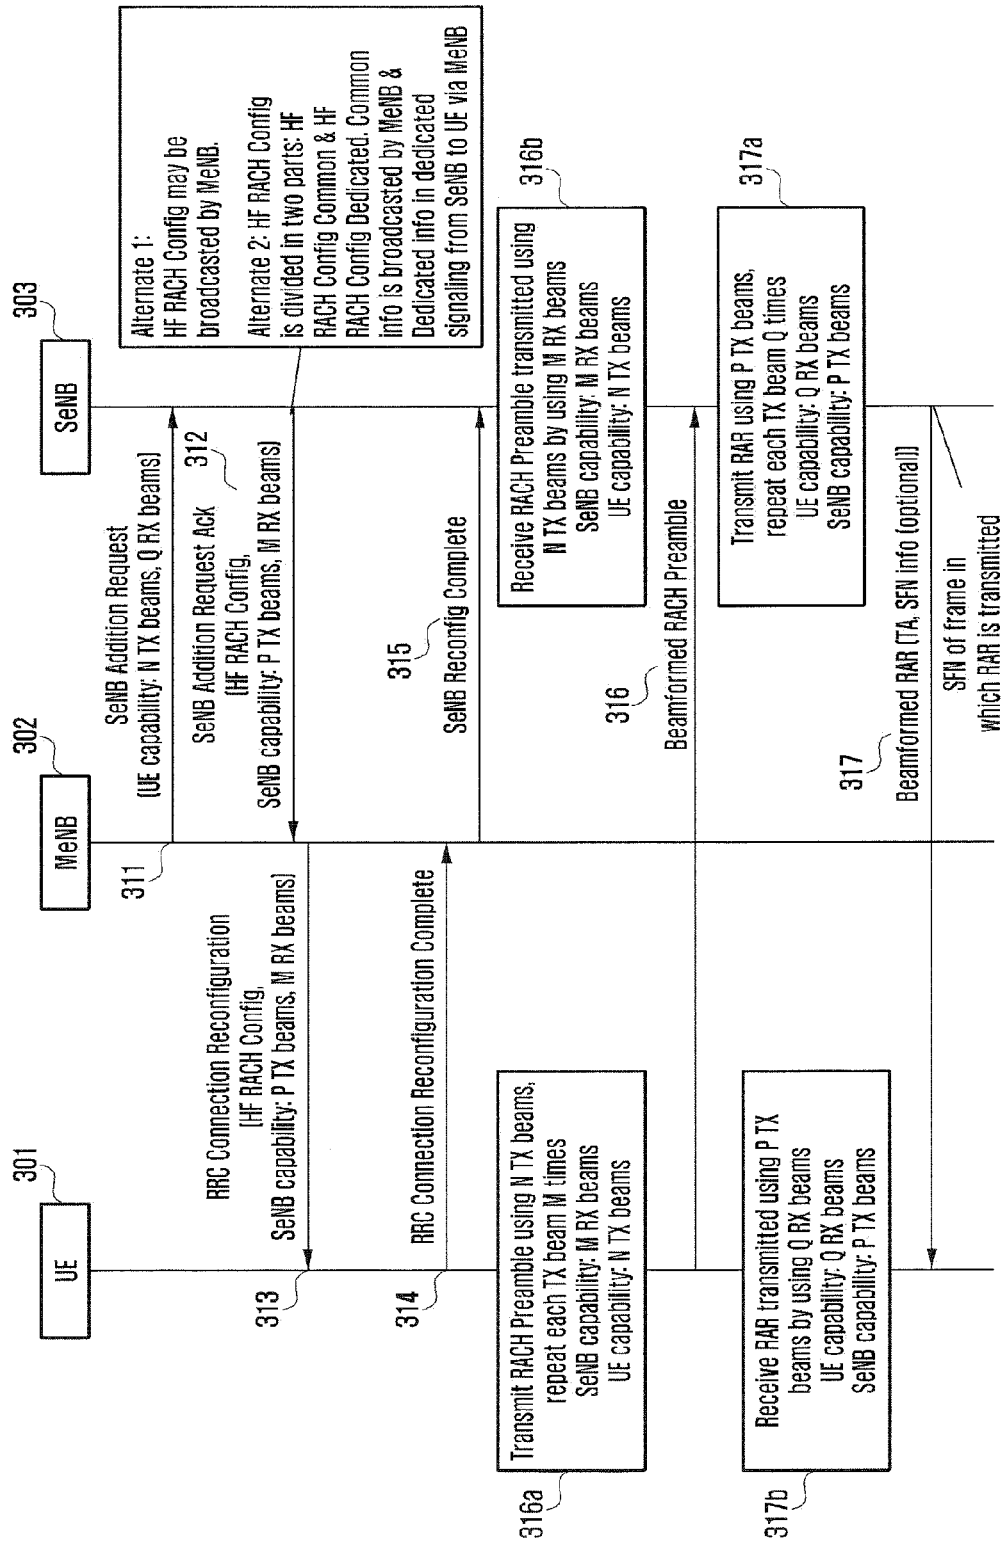 301
UE
302
MeNB
303
SeNB
311
SeNB Addition Request
(UE capability: N TX beams, Q RX beams)
312
SeNB Addition Request ACK
(HF RACH Config,
SeNB capability: P TX beams, M RX beams)
Alternate 1:
HF RACH Config may be
broadcasted by MeNB.
Alternate 2: HF RACH Config
is divided in two parts: HF
RACH Config Common & HF
RACH Config Dedicated. Common
info is broadcasted by MeNB &
Dedicated info in dedicated
signaling from SeNB to UE via MeNB
RRC Connection Reconfiguration
(HF RACH Config,
SeNB capability: P TX beams, M RX beams)
313
RRC Connection Reconfiguration Complete
314
315
SeNB Reconfig Complete
Transmit RACH Preamble using N TX beams,
repeat each TX beam M times
SeNB capability: M RX beams
UE capability: N TX beams
316a
316b
Receive RACH Preamble transmitted using
N TX beams by using M RX beams
SeNB capability: M RX beams
UE capability: N TX beams
316
Beamformed RACH Preamble
317a
Transmit RAR using P TX beams,
repeat each TX beam Q times
UE capability: Q RX beams
SeNB capability: P TX beams
Receive RAR transmitted using P TX
beams by using Q RX beams
UE capability: Q RX beams
SeNB capability: P TX beams
317b
317
Beamformed RAR (TA, SFN info (optional))
SFN of frame in
which RAR is transmitted